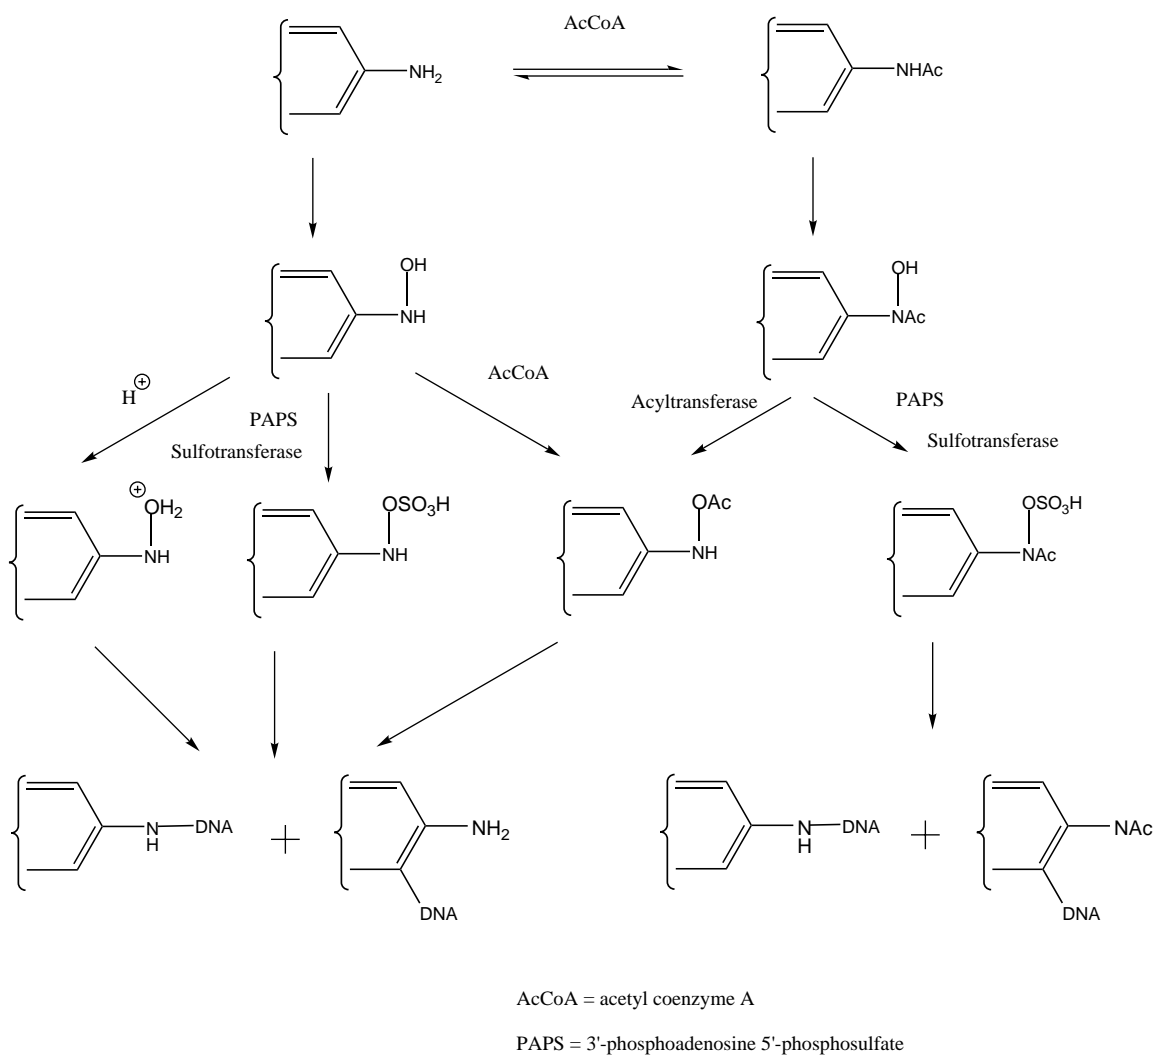 AcCoA
NH2
NHAc
OH
NH
OH
NAc
H⊕
PAPS
Sulfotransferase
AcCoA
Acyltransferase
PAPS
Sulfotransferase
⊕
OH2
NH
OSO3H
NH
OAc
NH
OSO3H
NAc
N
H
DNA
+
NH2
DNA
N
H
DNA
+
NAc
DNA
AcCoA = acetyl coenzyme A
PAPS = 3'-phosphoadenosine 5'-phosphosulfate